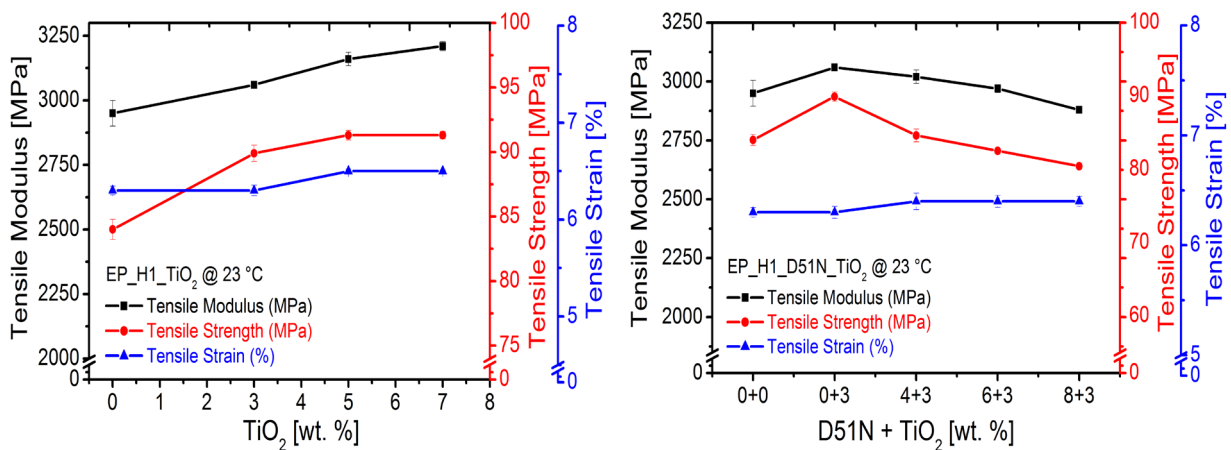 Tensile Modulus [MPa]
3250
3000
2750
2500
2250
2000
0
EP_H1_TiO₂ @ 23 °C
Tensile Modulus (MPa)
Tensile Strength (MPa)
Tensile Strain (%)
0 1 2 3 4 5 6 7 8
TiO₂ [wt. %]
100
95
90
85
80
75
0
Tensile Strength [MPa]
8
7
6
5
0
Tensile Strain [%]
Tensile Modulus [MPa]
3250
3000
2750
2500
2250
2000
0
EP_H1_D51N_TiO₂ @ 23 °C
Tensile Modulus (MPa)
Tensile Strength (MPa)
Tensile Strain (%)
0+0 0+3 4+3 6+3 8+3
D51N + TiO₂ [wt. %]
100
90
80
70
60
0
Tensile Strength [MPa]
8
7
6
5
0
Tensile Strain [%]